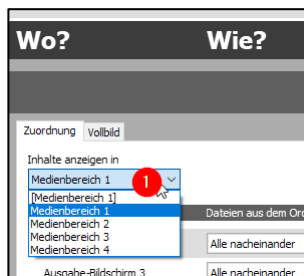 Wo? Wie?
Zuordnung Vollbild
Inhalte anzeigen in
Medienbereich 1 1
[Medienbereich 1]
Medienbereich 1 Dateien aus dem Ord
Medienbereich 2
Medienbereich 3 Alle nacheinander
Medienbereich 4
Ausgabe-Bildschirm 3 Alle nacheinander